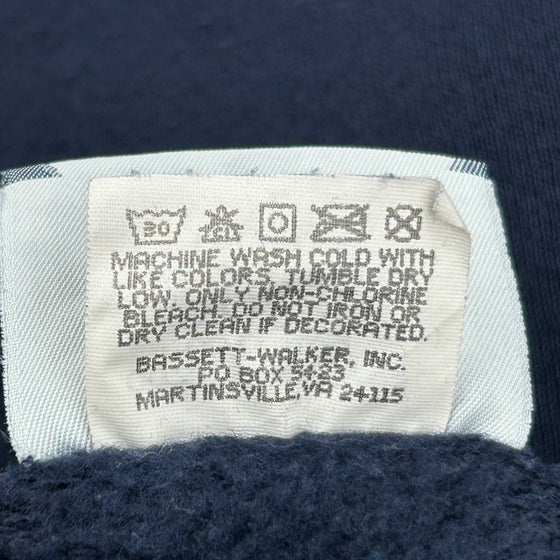 30 CL
MACHINE WASH COLD WITH
LIKE COLORS. TUMBLE DRY
LOW. ONLY NON-CHLORINE
BLEACH. DO NOT IRON OR
DRY CLEAN IF DECORATED.
BASSETT-WALKER, INC.
PO BOX 5423
MARTINSVILLE, VA 24115